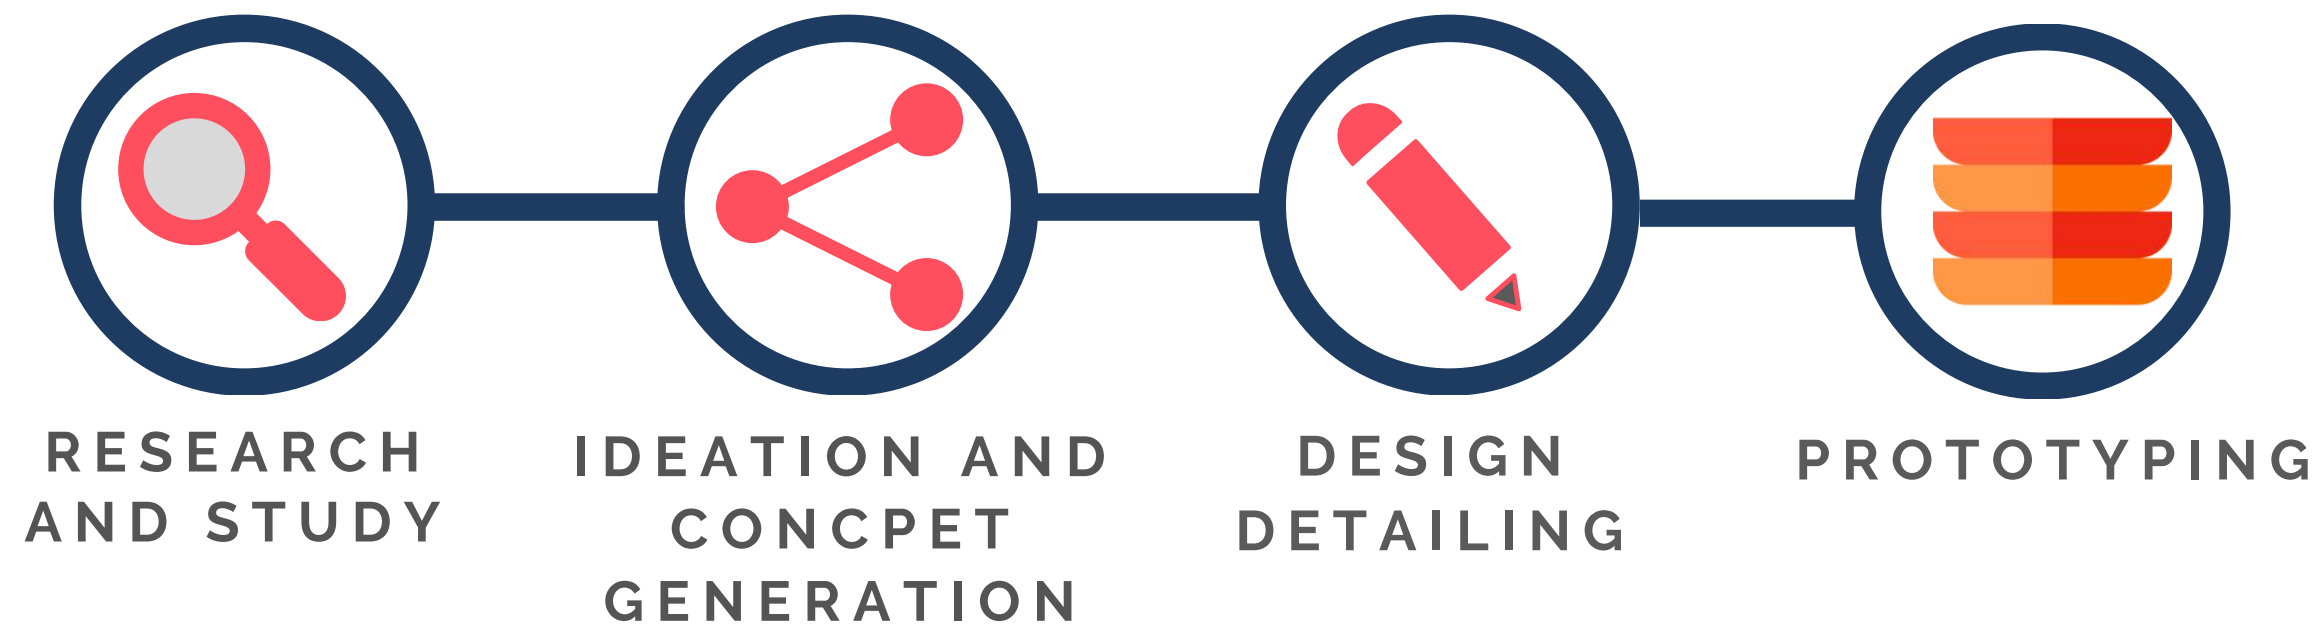 RESEARCH
AND STUDY
IDEATION AND
CONCPET
GENERATION
DESIGN
DETAILING
PROTOTYPING